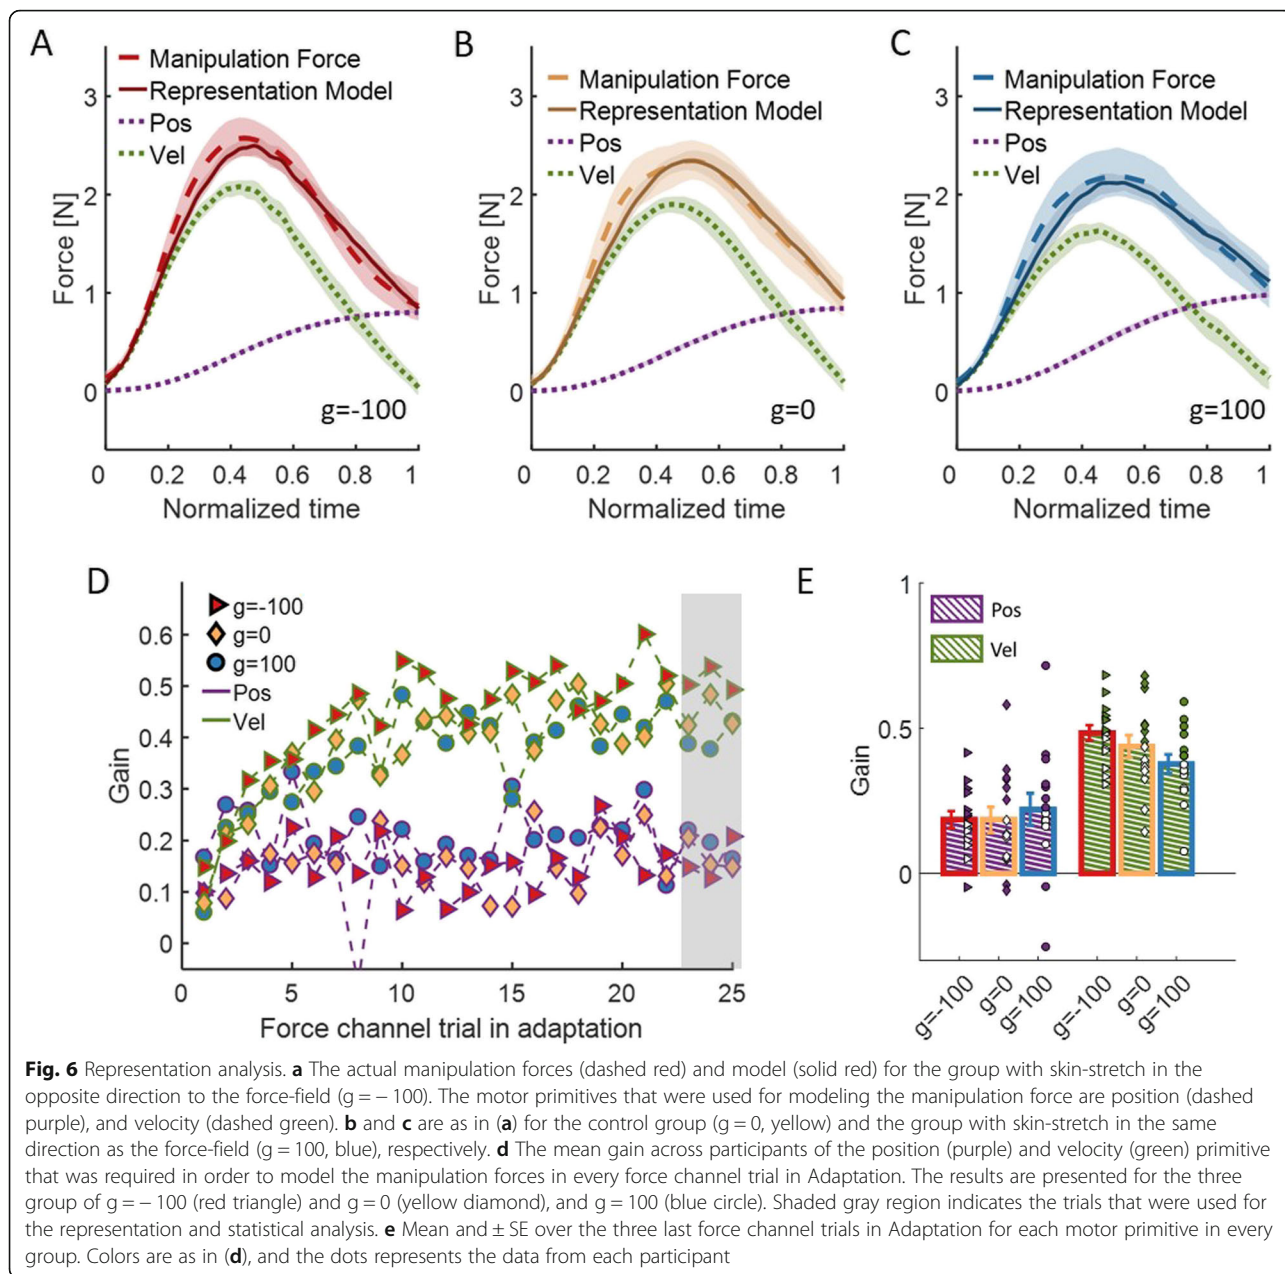 A
Manipulation Force
Representation Model
Pos
Vel
3
2
1
0
Force [N]
g=-100
0 0.2 0.4 0.6 0.8 1
Normalized time
B
Manipulation Force
Representation Model
Pos
Vel
3
2
1
0
Force [N]
g=0
0 0.2 0.4 0.6 0.8 1
Normalized time
C
Manipulation Force
Representation Model
Pos
Vel
3
2
1
0
Force [N]
g=100
0 0.2 0.4 0.6 0.8 1
Normalized time
D
g=-100
g=0
g=100
Pos
Vel
0.6
0.5
0.4
0.3
0.2
0.1
0
Gain
0 5 10 15 20 25
Force channel trial in adaptation
E
Pos
Vel
1
0.5
0
Gain
g=-100 g=0 g=100 g=-100 g=0 g=100
Fig. 6 Representation analysis. a The actual manipulation forces (dashed red) and model (solid red) for the group with skin-stretch in the
opposite direction to the force-field (g = − 100). The motor primitives that were used for modeling the manipulation force are position (dashed
purple), and velocity (dashed green). b and c are as in (a) for the control group (g = 0, yellow) and the group with skin-stretch in the same
direction as the force-field (g = 100, blue), respectively. d The mean gain across participants of the position (purple) and velocity (green) primitive
that was required in order to model the manipulation forces in every force channel trial in Adaptation. The results are presented for the three
group of g = − 100 (red triangle) and g = 0 (yellow diamond), and g = 100 (blue circle). Shaded gray region indicates the trials that were used for
the representation and statistical analysis. e Mean and ± SE over the three last force channel trials in Adaptation for each motor primitive in every
group. Colors are as in (d), and the dots represents the data from each participant